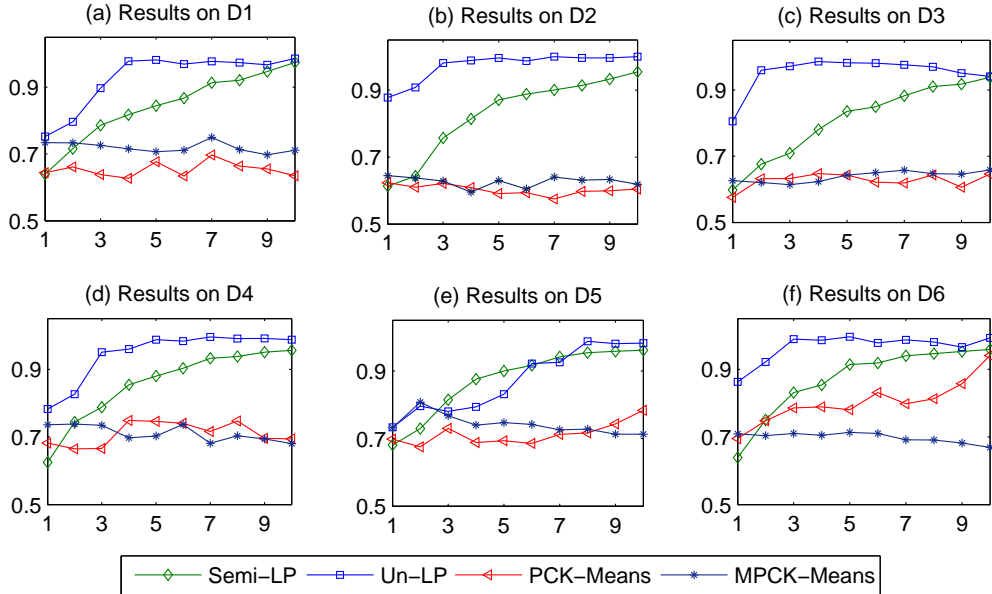 (a) Results on D1
(b) Results on D2
(c) Results on D3
0.9
0.7
0.5
1 3 5 7 9
0.9
0.7
0.5
1 3 5 7 9
0.9
0.7
0.5
1 3 5 7 9
(d) Results on D4
(e) Results on D5
(f) Results on D6
0.9
0.7
0.5
1 3 5 7 9
0.9
0.7
0.5
1 3 5 7 9
0.9
0.7
0.5
1 3 5 7 9
Semi−LP Un−LP PCK−Means MPCK−Means